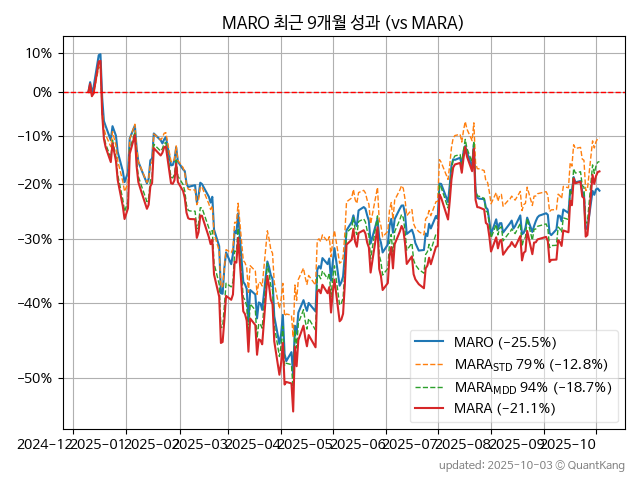 MARO 최근 9개월 성과 (vs MARA)
10%
0%
−10%
−20%
−30%
−40%
−50%
MARO (−25.5%)
MARA_STD 79% (−12.8%)
MARA_MDD 94% (−18.7%)
MARA (−21.1%)
2024−12 2025−01 2025−02 2025−03 2025−04 2025−05 2025−06 2025−07 2025−08 2025−09 2025−10
updated: 2025-10-03 © QuantKang